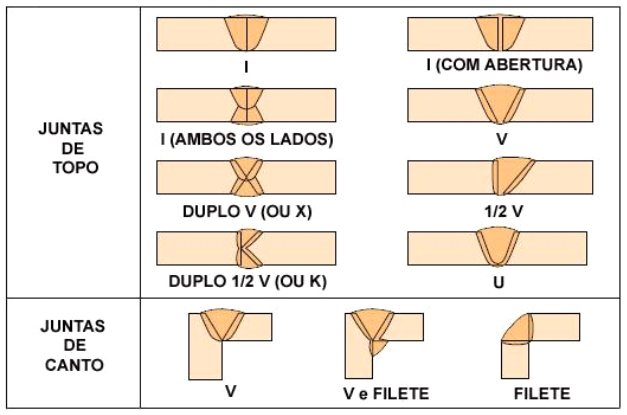 JUNTAS
DE
TOPO
I
I (COM ABERTURA)
I (AMBOS OS LADOS)
V
DUPLO V (OU X)
1/2 V
DUPLO 1/2 V (OU K)
U
JUNTAS
DE
CANTO
V
V e FILETE
FILETE